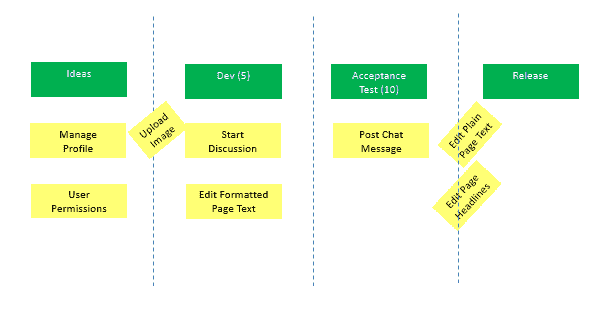 Ideas
Dev (5)
Acceptance
Test (10)
Release
Manage
Profile
Upload
Image
Start
Discussion
Post Chat
Message
Edit Plain
Page Text
User
Permissions
Edit Formatted
Page Text
Edit Page
Headlines